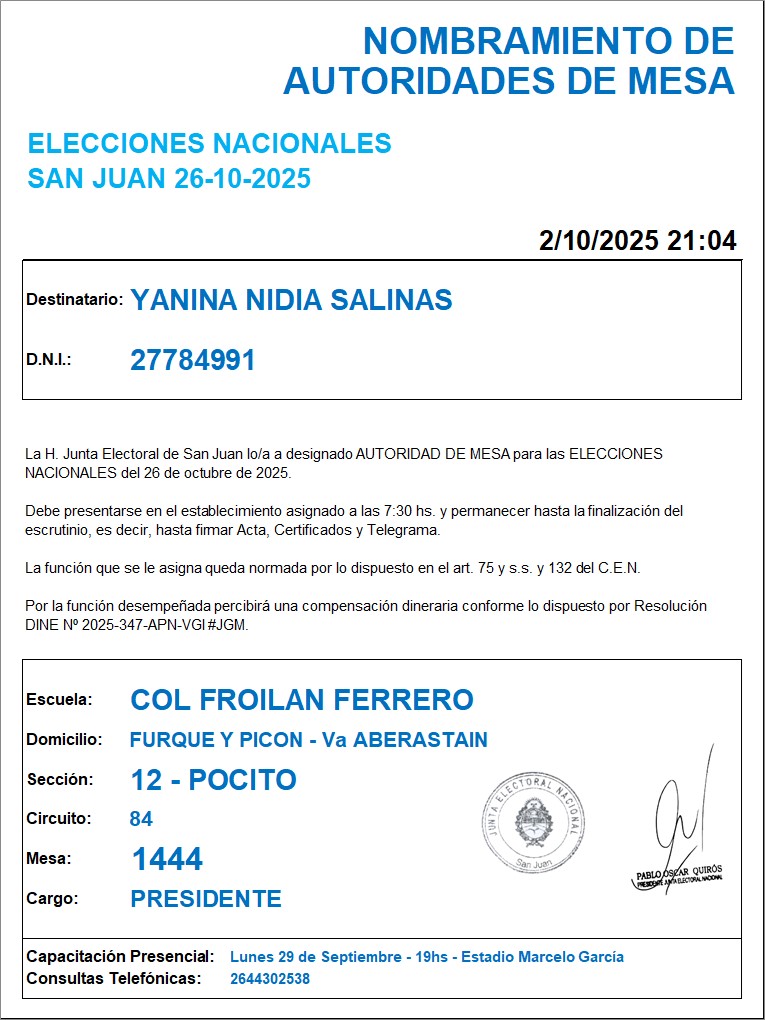 NOMBRAMIENTO DE
AUTORIDADES DE MESA
ELECCIONES NACIONALES
SAN JUAN 26-10-2025
2/10/2025 21:04
Destinatario: YANINA NIDIA SALINAS
D.N.I.: 27784991
La H. Junta Electoral de San Juan lo/a a designado AUTORIDAD DE MESA para las ELECCIONES
NACIONALES del 26 de octubre de 2025.
Debe presentarse en el establecimiento asignado a las 7:30 hs. y permanecer hasta la finalización del
escrutinio, es decir, hasta firmar Acta, Certificados y Telegrama.
La función que se le asigna queda normada por lo dispuesto en el art. 75 y s.s. y 132 del C.E.N.
Por la función desempeñada percibirá una compensación dineraria conforme lo dispuesto por Resolución
DINE Nº 2025-347-APN-VGI#JGM.
Escuela: COL FROILAN FERRERO
Domicilio: FURQUE Y PICON - Va ABERASTAIN
Sección: 12 - POCITO
Circuito: 84
Mesa: 1444
Cargo: PRESIDENTE
JUNTA ELECTORAL NACIONAL
San Juan
PABLO OSCAR QUIRÓS
PRESIDENTE JUNTA ELECTORAL NACIONAL
Capacitación Presencial: Lunes 29 de Septiembre - 19hs - Estadio Marcelo García
Consultas Telefónicas: 2644302538